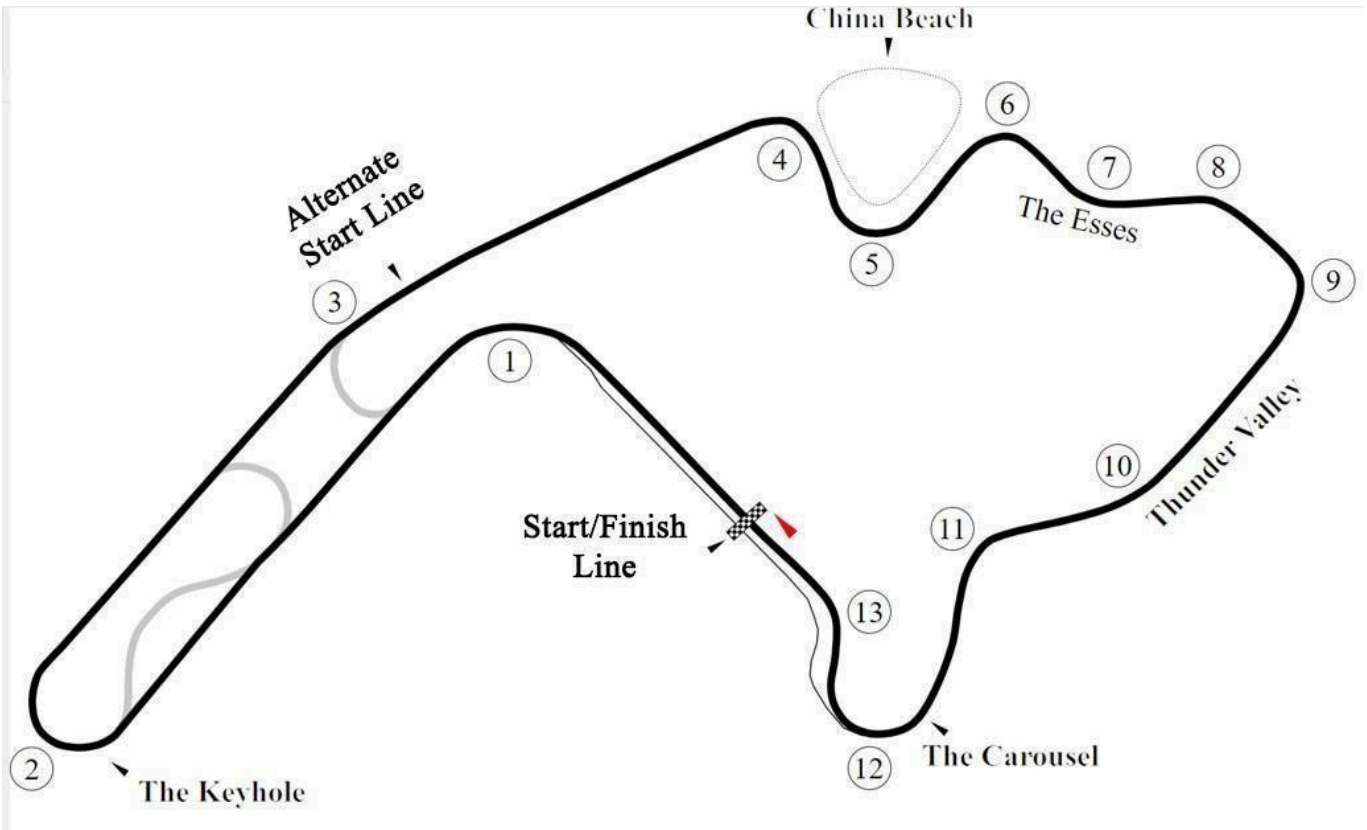 China Beach
6
4
7
8
Alternate
Start Line
The Esses
5
9
3
1
Thunder Valley
10
Start/Finish
Line
11
13
The Carousel
12
2
The Keyhole